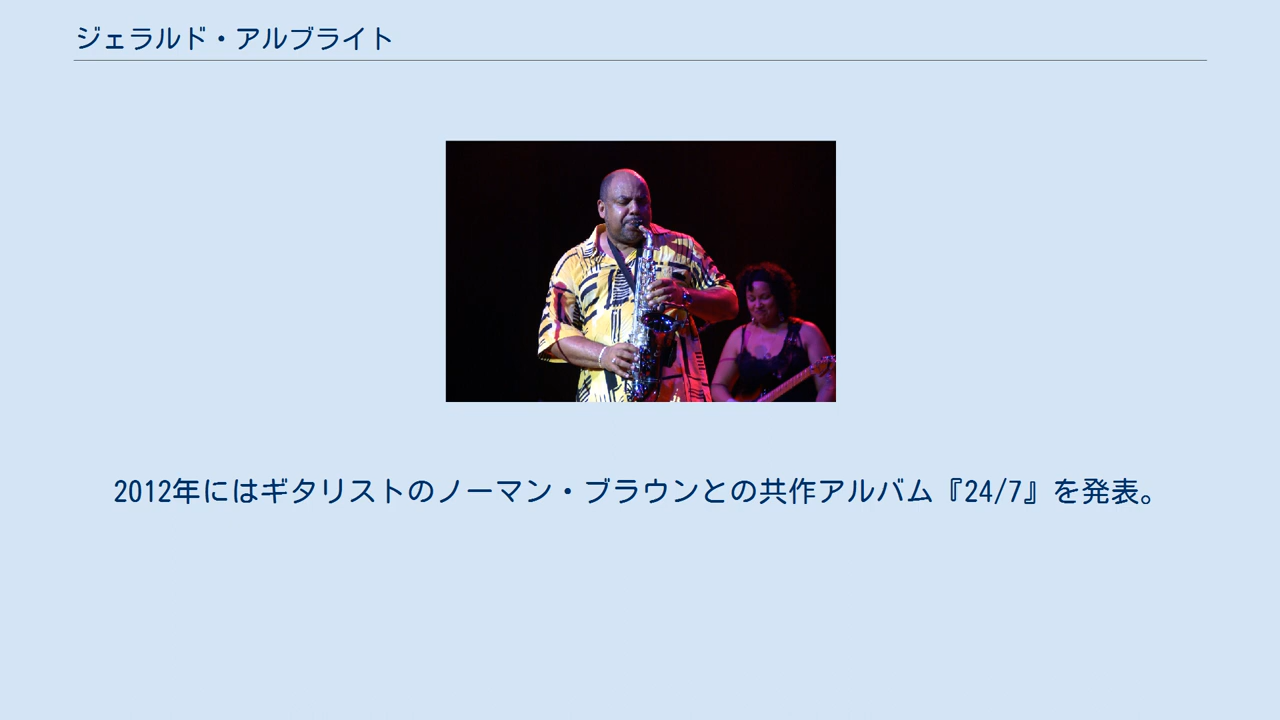 ジェラルド・アルブライト
2012年にはギタリストのノーマン・ブラウンとの共作アルバム『24/7』を発表。